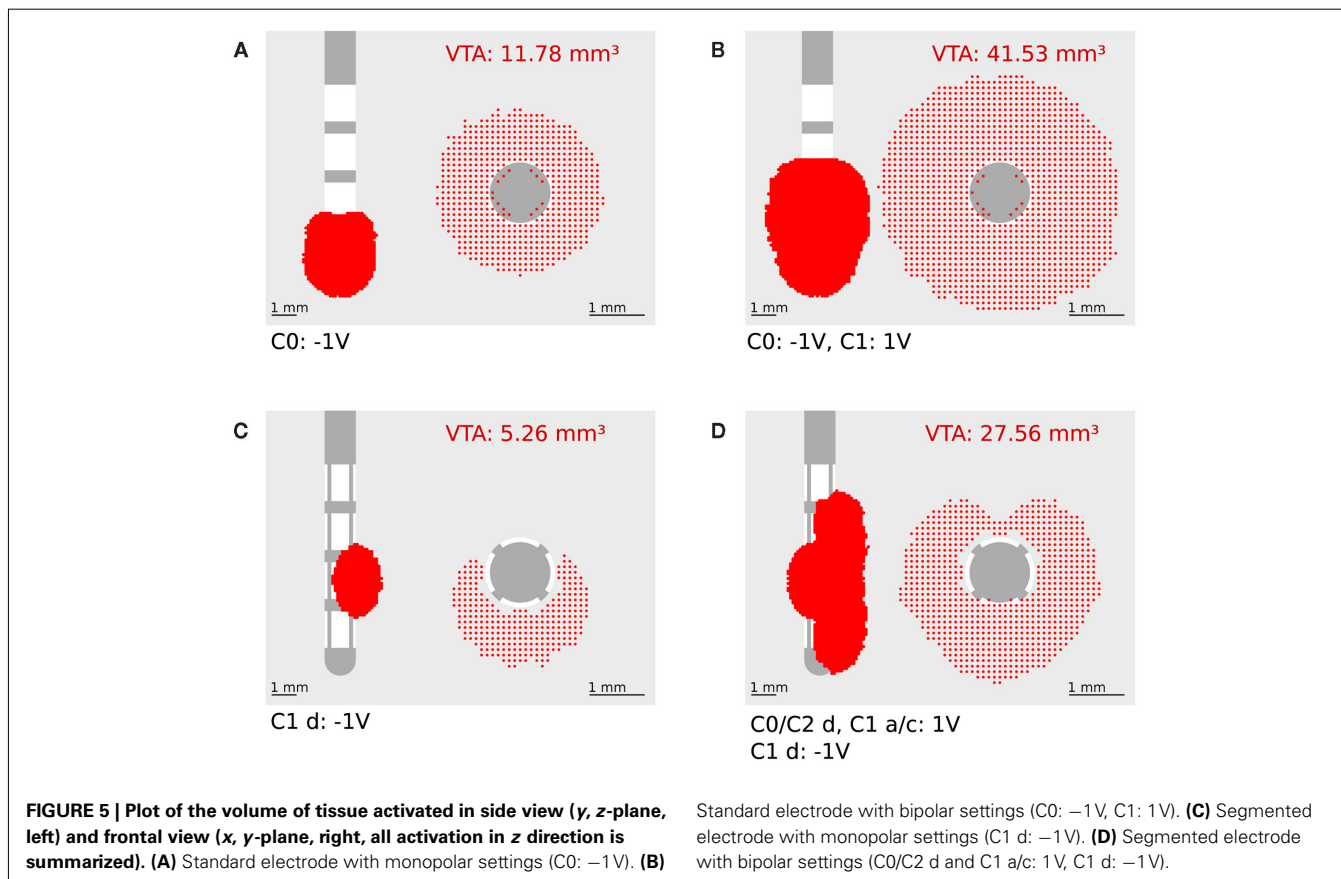 A
VTA: 11.78 mm³
1 mm
1 mm
C0: -1V
B
VTA: 41.53 mm³
1 mm
1 mm
C0: -1V, C1: 1V
C
VTA: 5.26 mm³
1 mm
1 mm
C1 d: -1V
D
VTA: 27.56 mm³
1 mm
1 mm
C0/C2 d, C1 a/c: 1V
C1 d: -1V
FIGURE 5 | Plot of the volume of tissue activated in side view (y, z-plane,
left) and frontal view (x, y-plane, right, all activation in z direction is
summarized). (A) Standard electrode with monopolar settings (C0: −1V). (B)
Standard electrode with bipolar settings (C0: −1V, C1: 1V). (C) Segmented
electrode with monopolar settings (C1 d: −1V). (D) Segmented electrode
with bipolar settings (C0/C2 d and C1 a/c: 1V, C1 d: −1V).